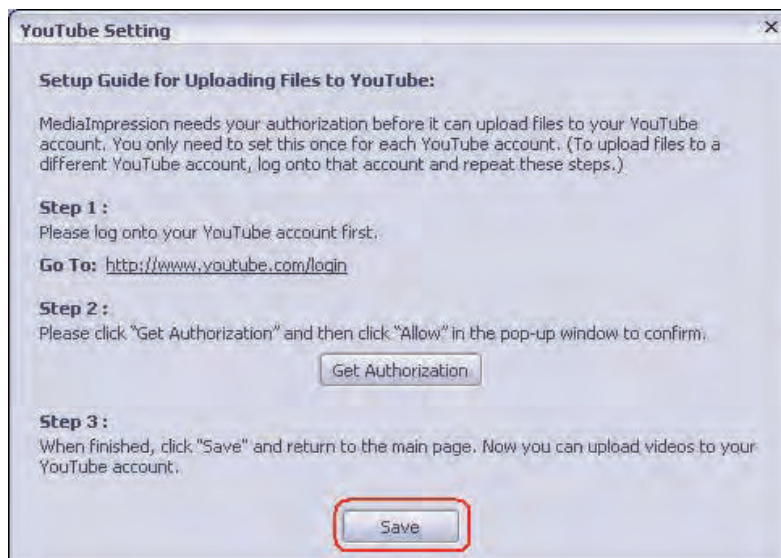 YouTube Setting
Setup Guide for Uploading Files to YouTube:
MediaImpression needs your authorization before it can upload files to your YouTube
account. You only need to set this once for each YouTube account. (To upload files to a
different YouTube account, log onto that account and repeat these steps.)
Step 1 :
Please log onto your YouTube account first.
Go To: http://www.youtube.com/login
Step 2 :
Please click "Get Authorization" and then click "Allow" in the pop-up window to confirm.
Get Authorization
Step 3 :
When finished, click "Save" and return to the main page. Now you can upload videos to your
YouTube account.
Save